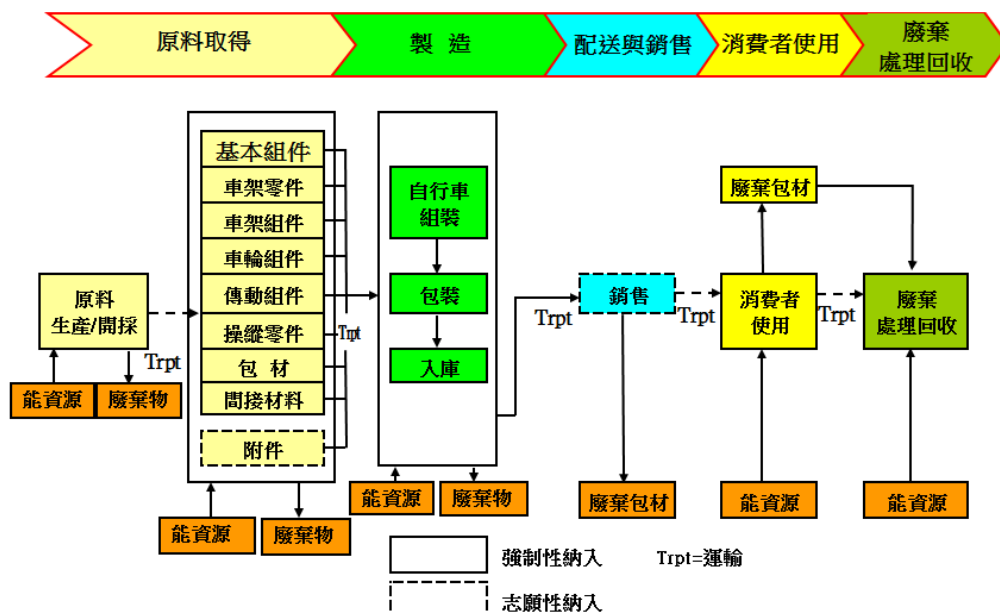 原料取得
製 造
配送與銷售
消費者使用
廢棄
處理回收
基本組件
車架零件
車架組件
車輪組件
傳動組件
操縱零件
包 材
間接材料
附件
Trpt
原料
生產/開採
Trpt
能資源
廢棄物
能資源
廢棄物
自行車
組裝
包裝
入庫
能資源
廢棄物
Trpt
銷售
廢棄包材
Trpt
廢棄包材
消費者
使用
能資源
Trpt
廢棄
處理回收
能資源
強制性納入
Trpt=運輸
志願性納入